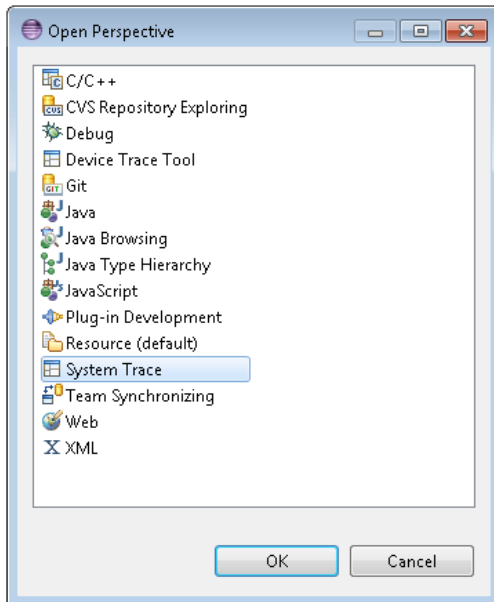 Open Perspective
C/C++
CVS Repository Exploring
Debug
Device Trace Tool
Git
Java
Java Browsing
Java Type Hierarchy
JavaScript
Plug-in Development
Resource (default)
System Trace
Team Synchronizing
Web
XML
OK Cancel